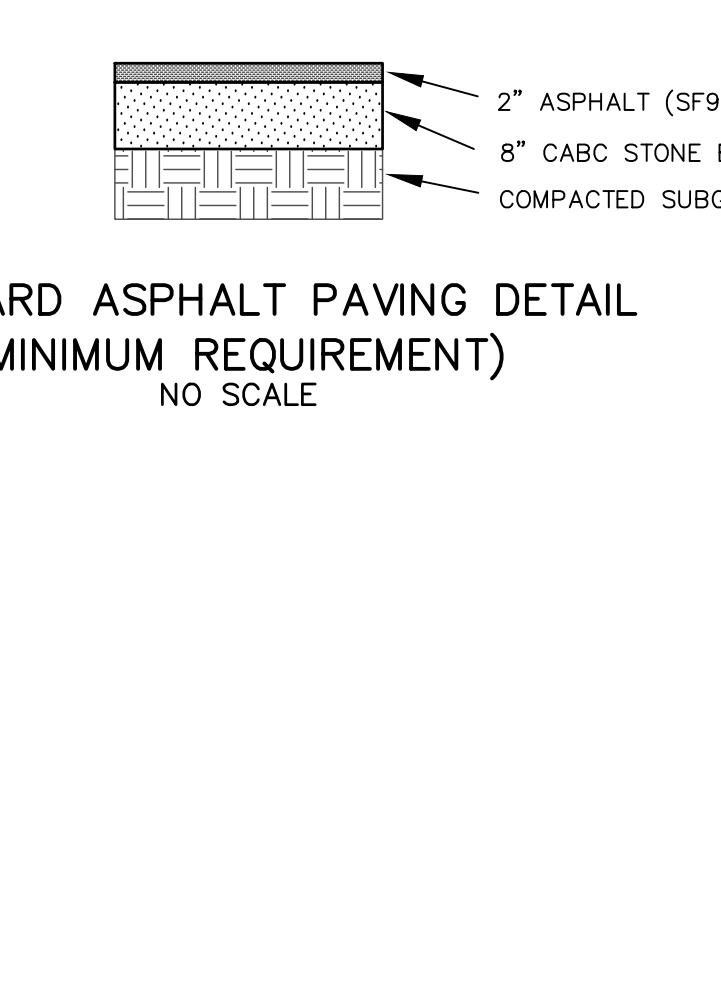 2” ASPHALT (SF9
8” CABC STONE
COMPACTED SUBG
ARD ASPHALT PAVING DETAIL
MINIMUM REQUIREMENT)
NO SCALE